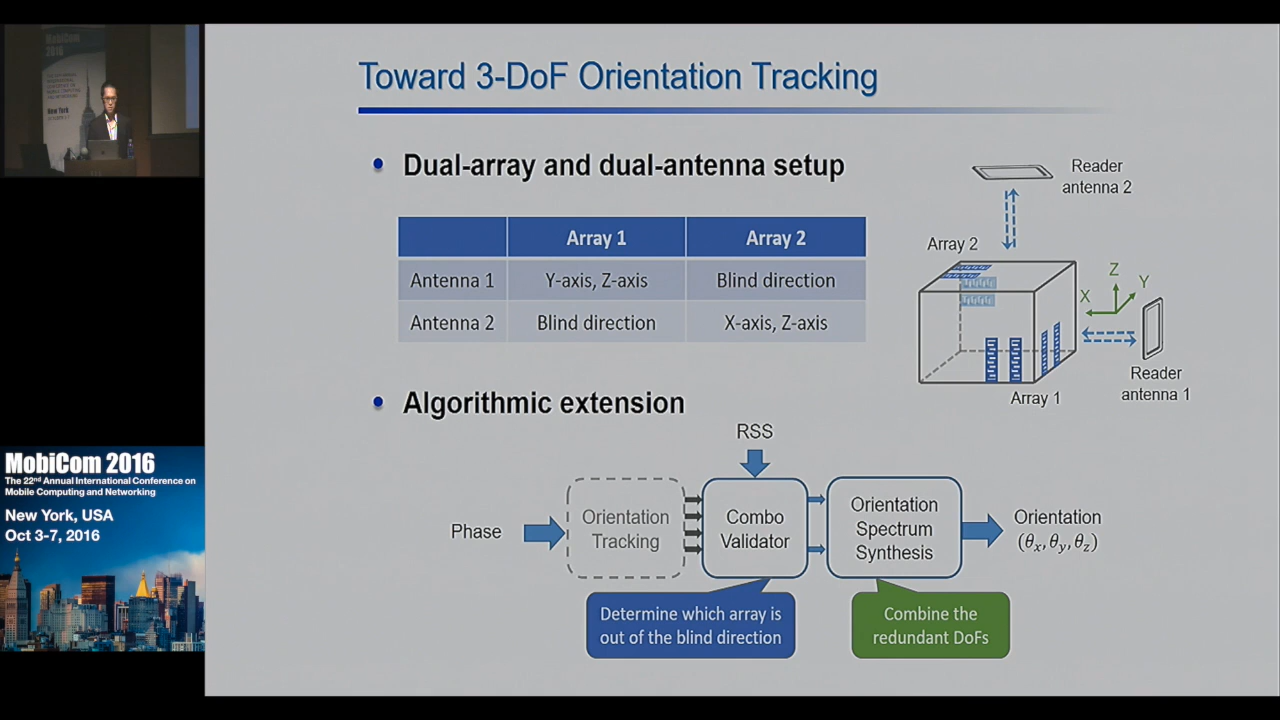 MobiCom
2016
New York
Toward 3-DoF Orientation Tracking
• Dual-array and dual-antenna setup
Array 1 Array 2
Antenna 1 Y-axis, Z-axis Blind direction
Antenna 2 Blind direction X-axis, Z-axis
Reader
antenna 2
Array 2
Z
Y
X
Reader
antenna 1
Array 1
• Algorithmic extension
RSS
Phase
Orientation
Tracking
Combo
Validator
Orientation
Spectrum
Synthesis
Orientation
(θx, θy, θz)
Determine which array is
out of the blind direction
Combine the
redundant DoFs
MobiCom 2016
The 22nd Annual International Conference on
Mobile Computing and Networking
New York, USA
Oct 3-7, 2016